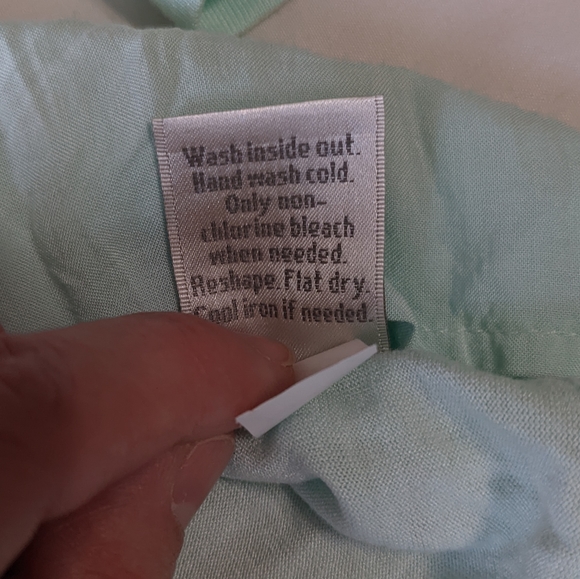 Wash inside out.
Hand wash cold.
Only non-
chlorine bleach
when needed.
Reshape. Flat dry.
Cool iron if needed.